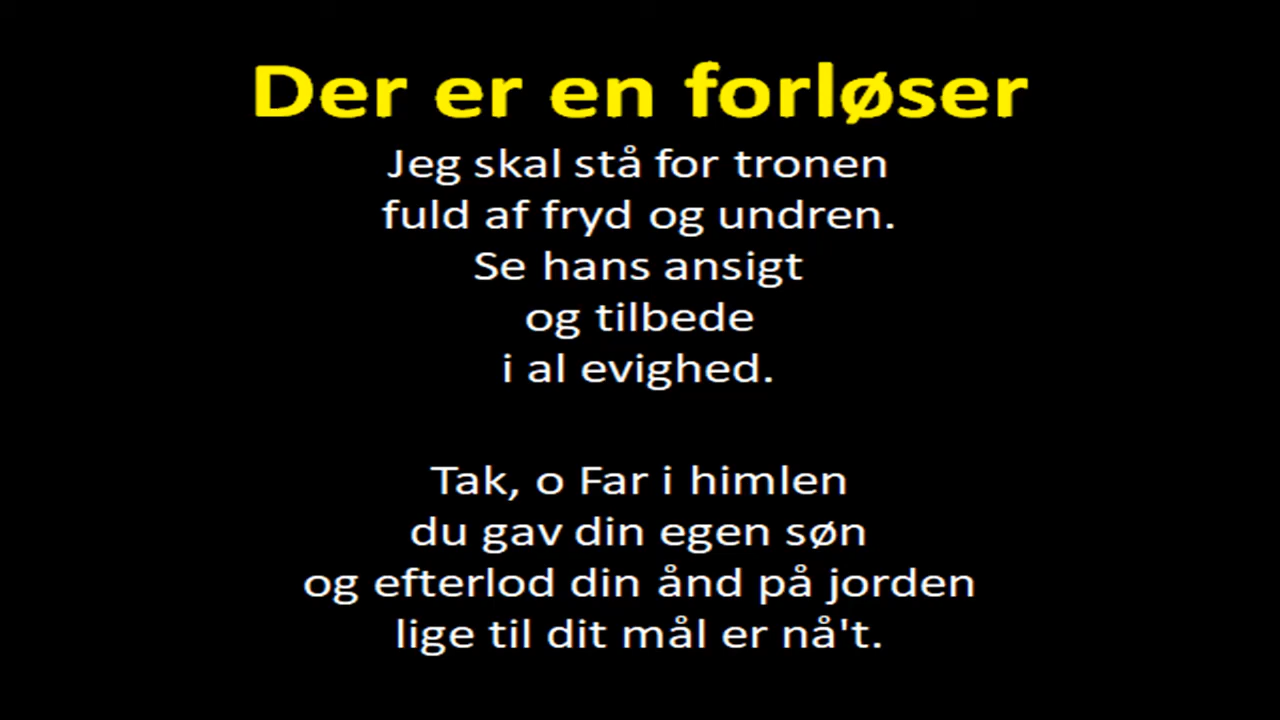 Der er en forløser
Jeg skal stå for tronen
fuld af fryd og undren.
Se hans ansigt
og tilbede
i al evighed.
Tak, o Far i himlen
du gav din egen søn
og efterlod din ånd på jorden
lige til dit mål er nå't.